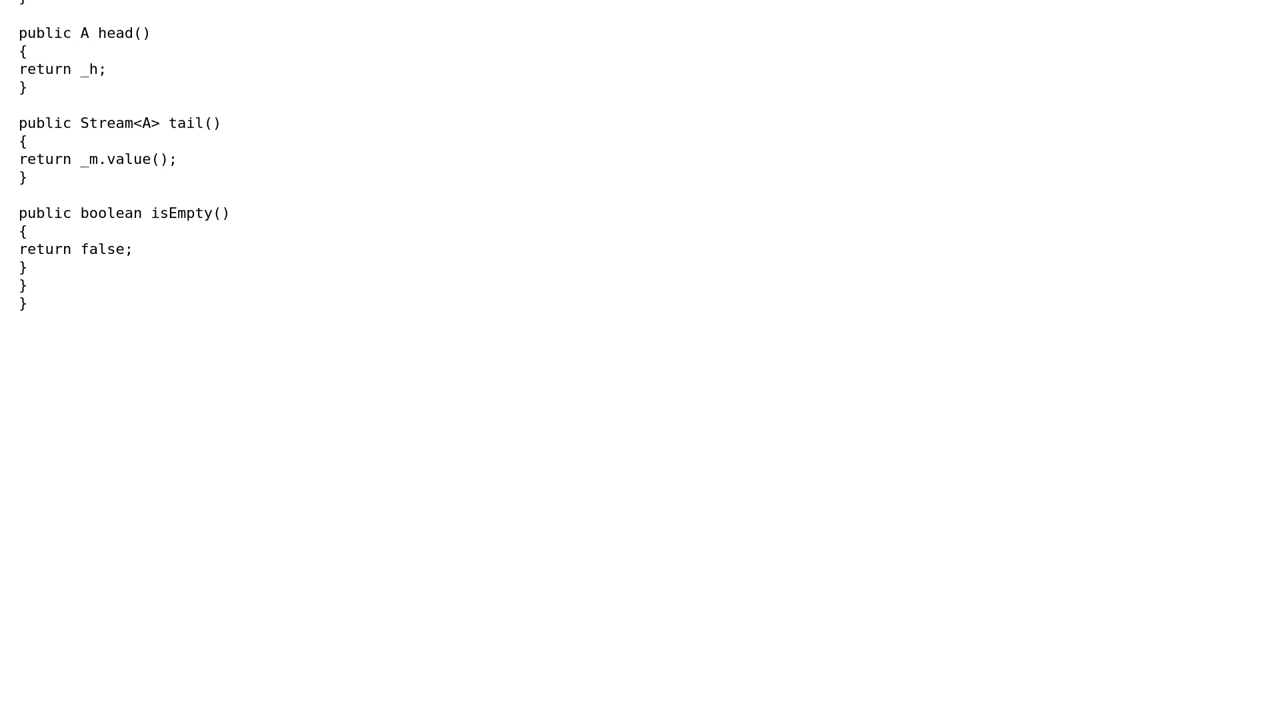 }
public A head()
{
return _h;
}
public Stream<A> tail()
{
return _m.value();
}
public boolean isEmpty()
{
return false;
}
}
}